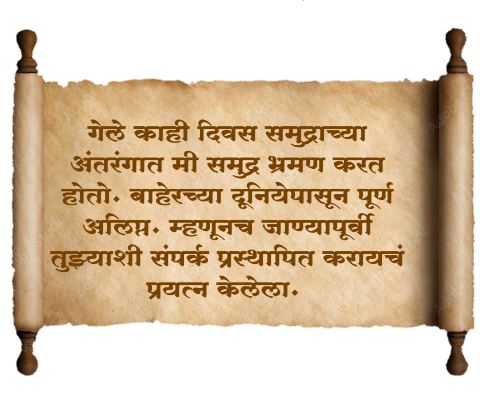 गेले काही दिवस समुद्राच्या
अंतरंगात मी समुद्र भ्रमण करत
होतो. बाहेरच्या दूनियेपासून पूर्ण
अलिप्त. म्हणूनच जाण्यापूर्वी
तुझ्याशी संपर्क प्रस्थापित करायचं
प्रयत्न केलेला.